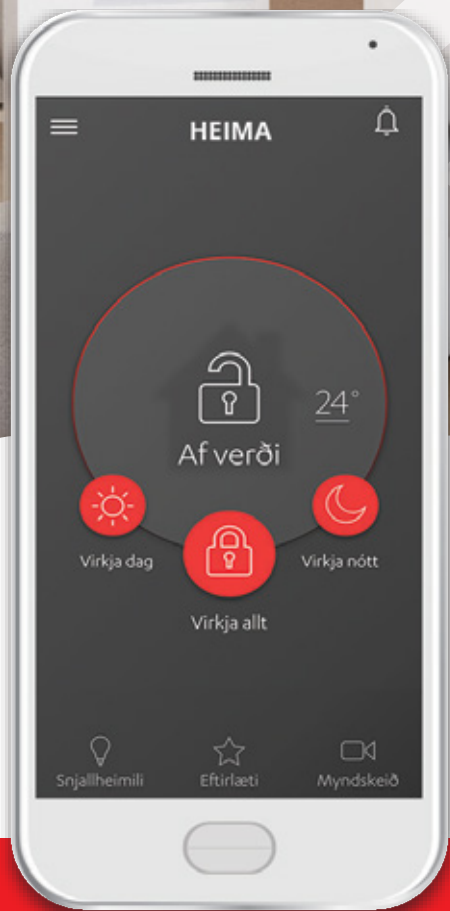 HEIMA
24°
Af verði
Virkja dag
Virkja nótt
Virkja allt
Snjallheimili
Eftirlæti
Myndskeið